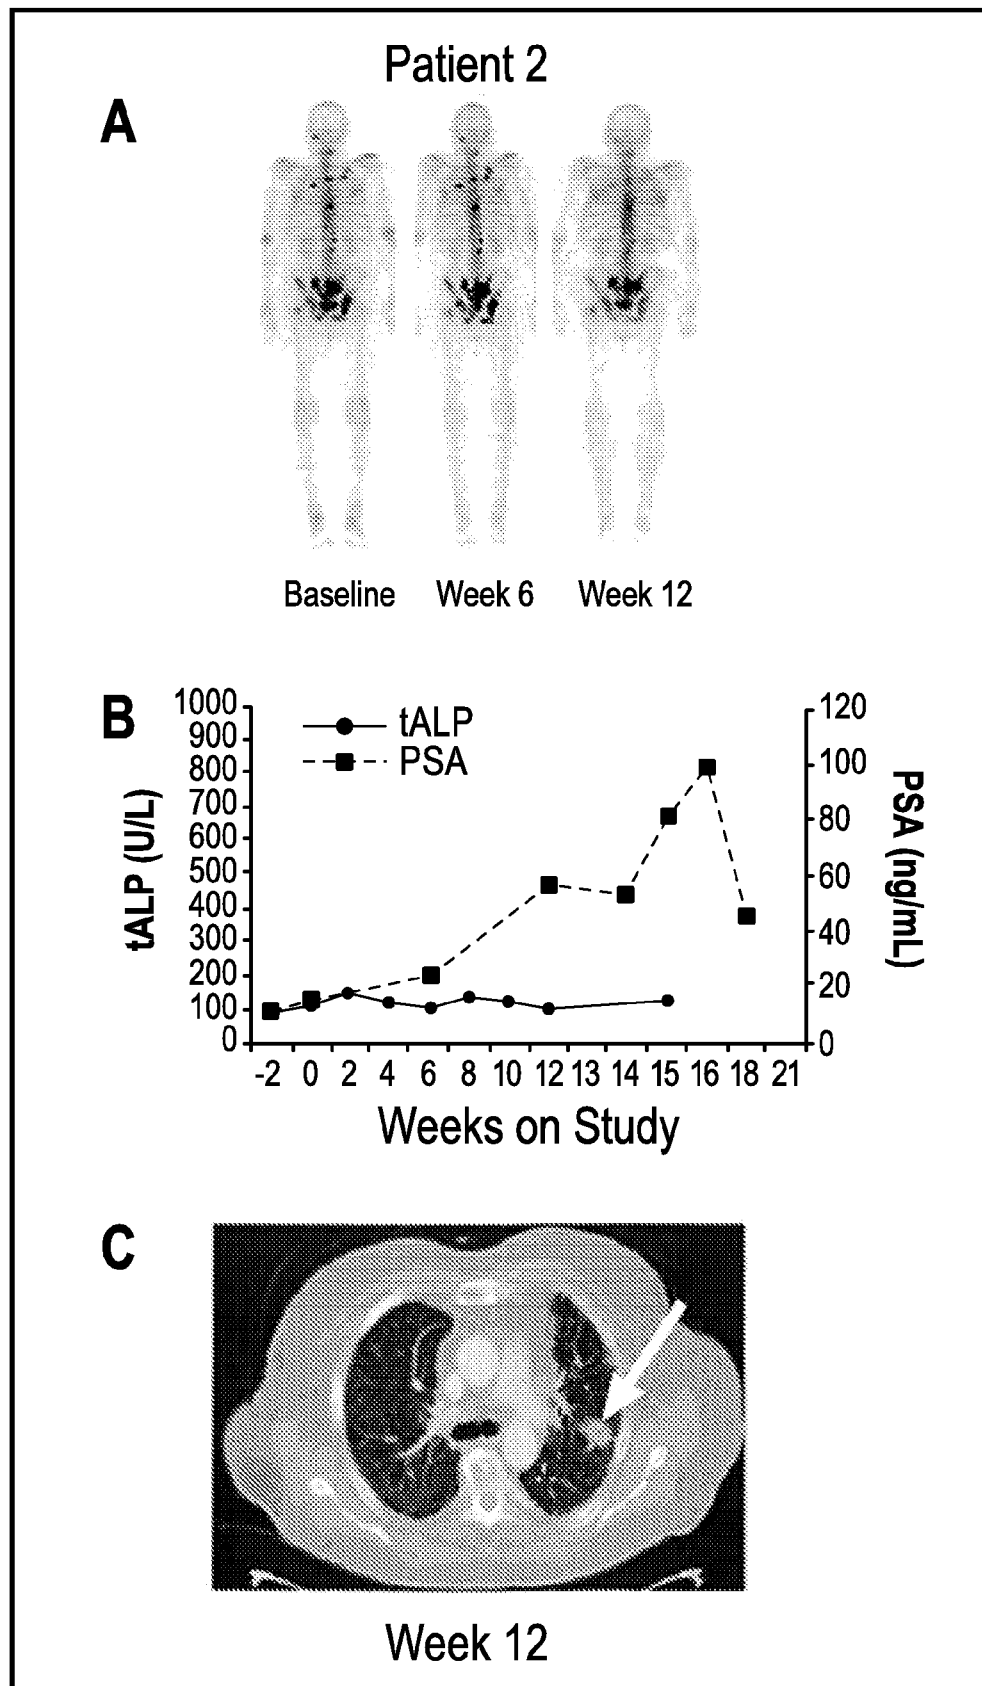 Patient 2
A
Baseline Week 6 Week 12
B
tALP
PSA
1000
900
800
700
600
500
400
300
200
100
0
tALP (U/L)
120
100
80
60
40
20
0
PSA (ng/mL)
-2 0 2 4 6 8 10 12 13 14 15 16 18 21
Weeks on Study
C
Week 12